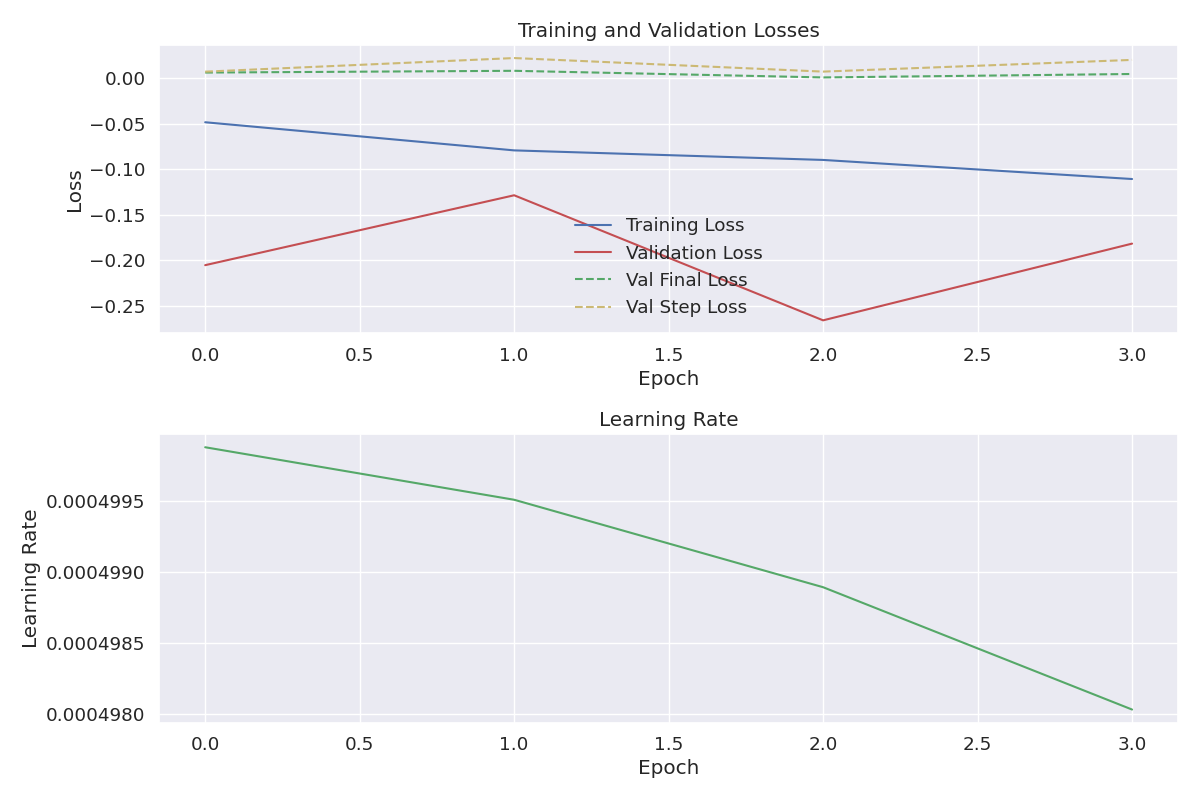 Training and Validation Losses
0.00
−0.05
−0.10
−0.15
−0.20
−0.25
Loss
Training Loss
Validation Loss
Val Final Loss
Val Step Loss
0.0 0.5 1.0 1.5 2.0 2.5 3.0
Epoch
Learning Rate
0.0004995
0.0004990
0.0004985
0.0004980
Learning Rate
0.0 0.5 1.0 1.5 2.0 2.5 3.0
Epoch